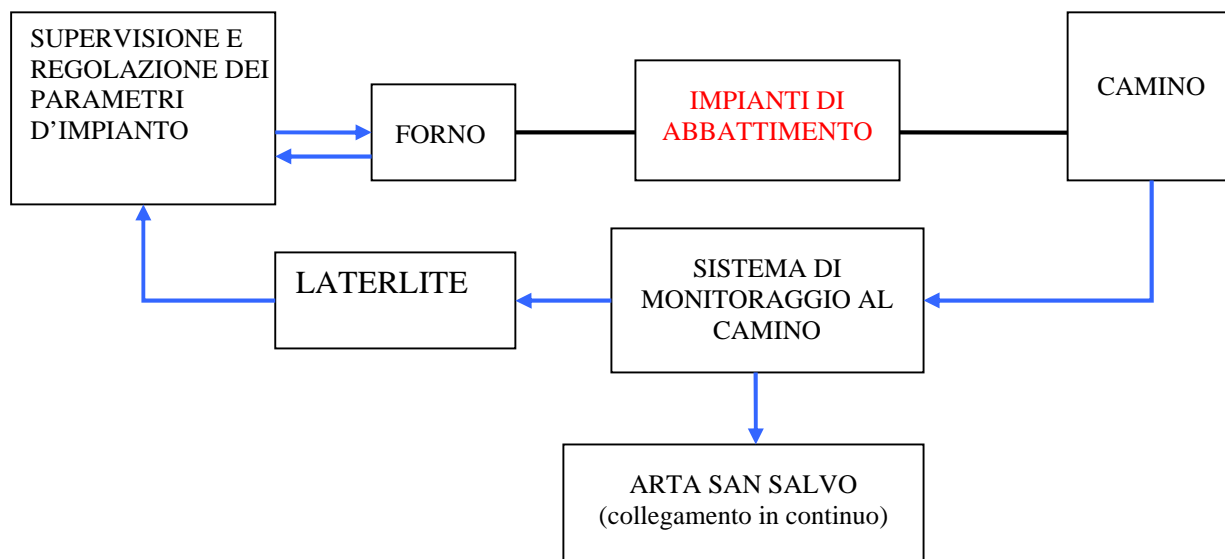 SUPERVISIONE E
REGOLAZIONE DEI
PARAMETRI
D’IMPIANTO
FORNO
IMPIANTI DI
ABBATTIMENTO
CAMINO
LATERLITE
SISTEMA DI
MONITORAGGIO AL
CAMINO
ARTA SAN SALVO
(collegamento in continuo)